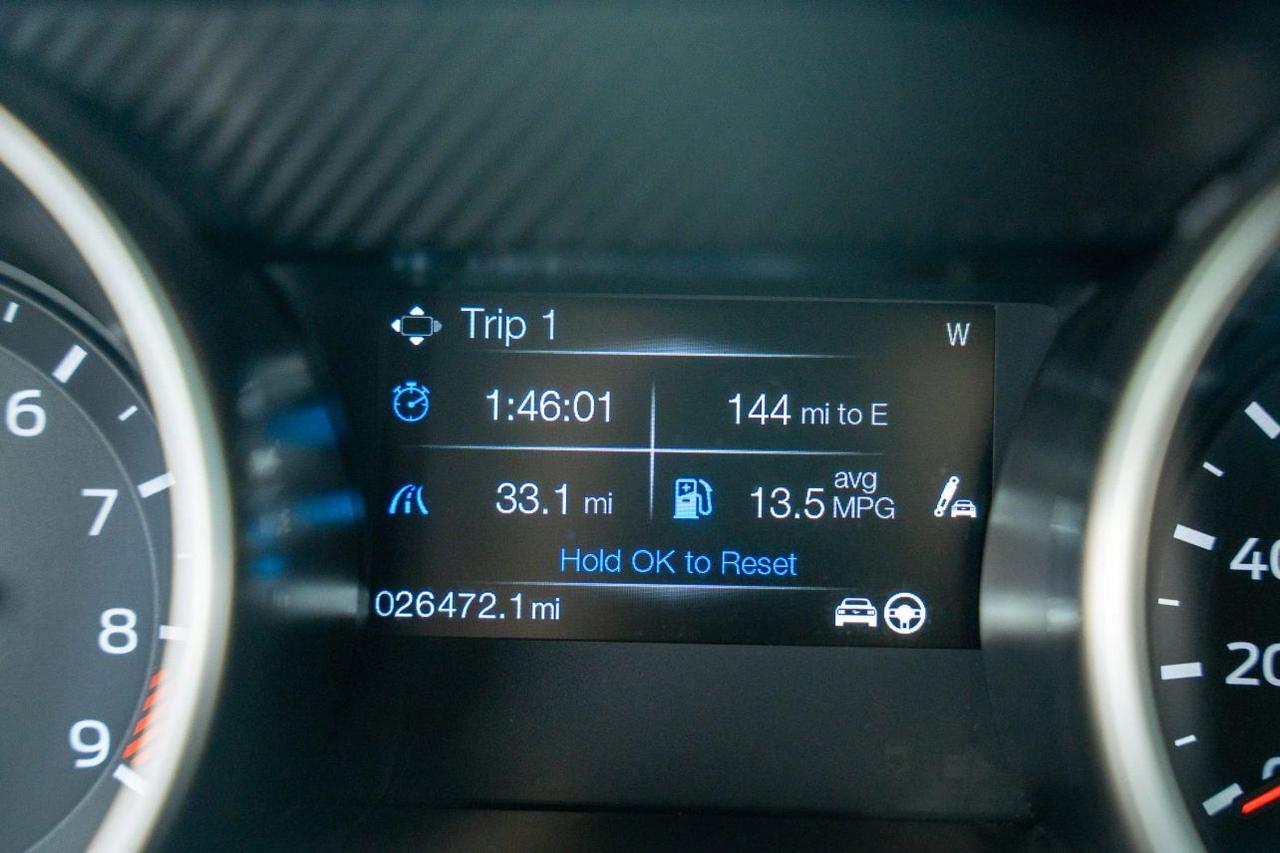 Trip 1
W
1:46:01
144 mi to E
33.1 mi
13.5 avg MPG
Hold OK to Reset
026472.1 mi
6
7
8
9
40
20